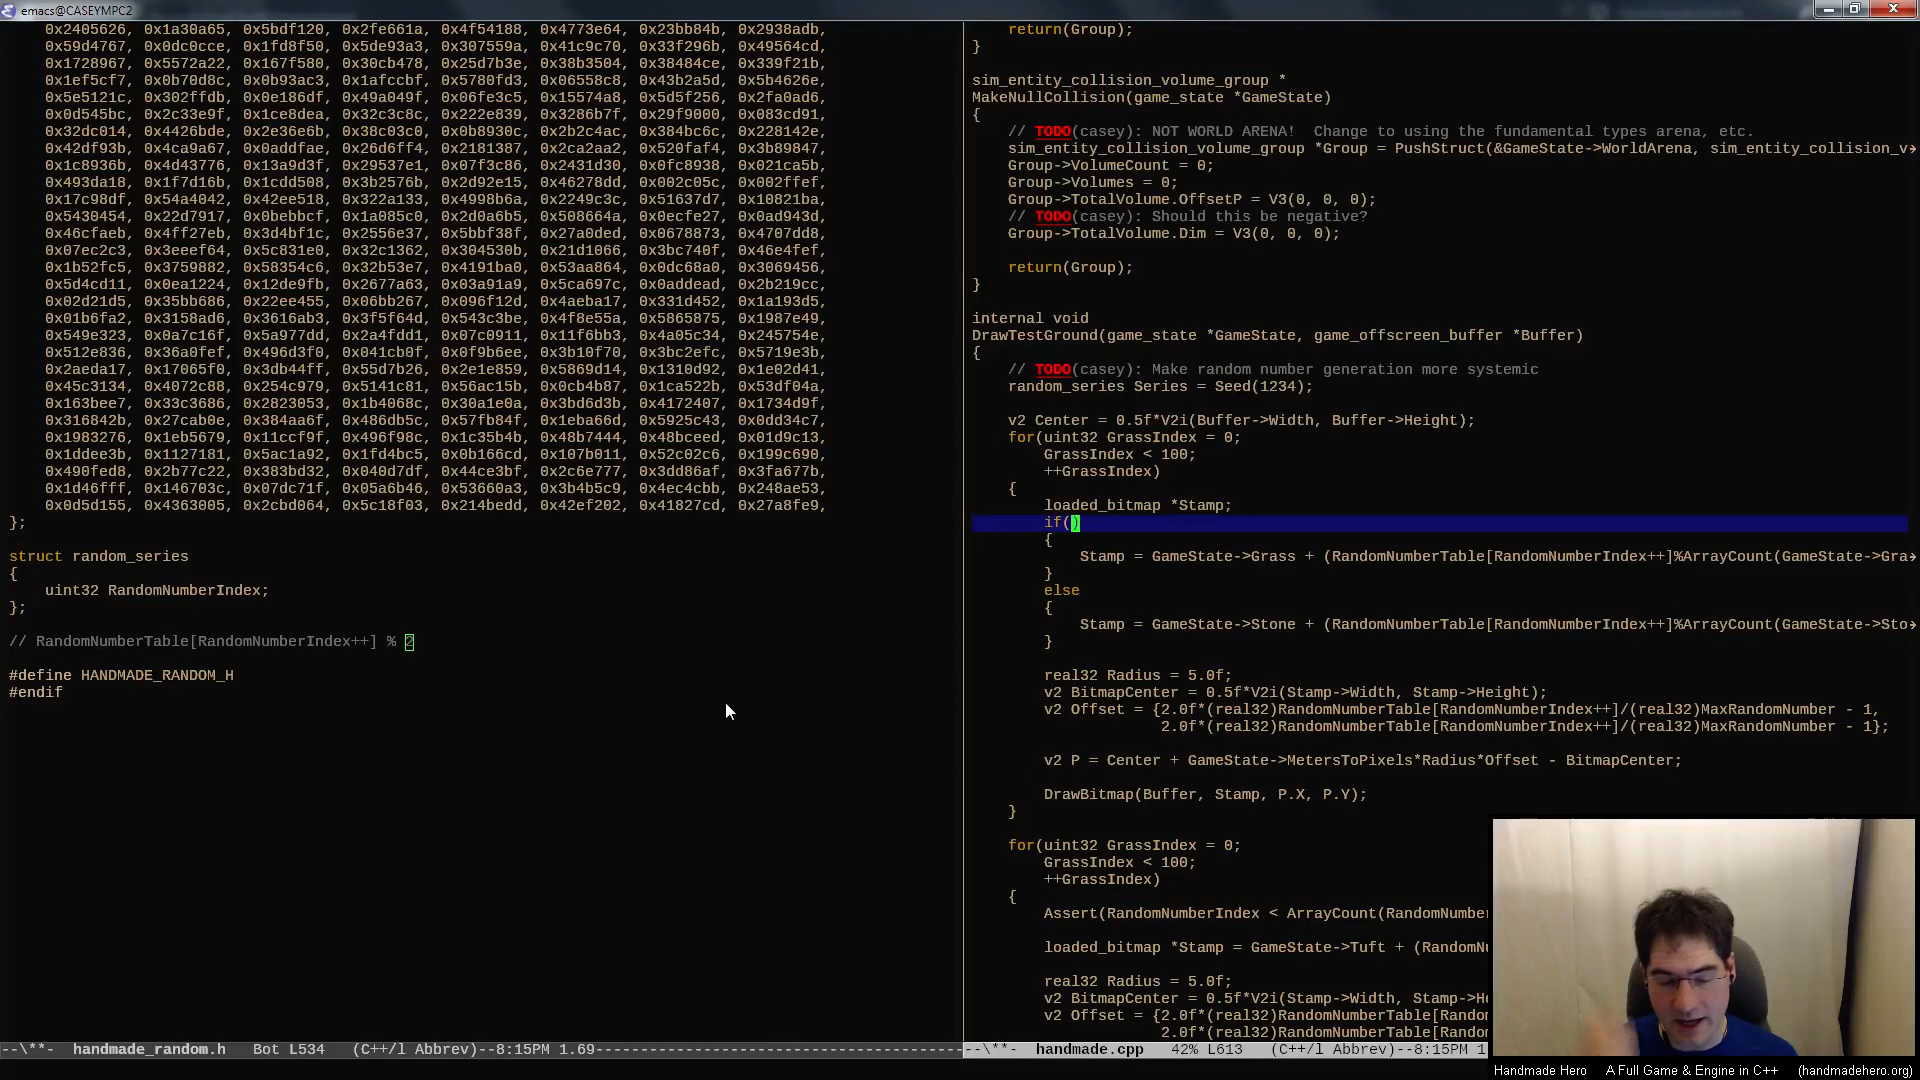 emacs@CASEYMPC2
0x2405626, 0x1a30a65, 0x5bdf120, 0x2fe661a, 0x4f54188, 0x4773e64, 0x23bb84b, 0x2938adb,
0x59d4767, 0x0dc0cce, 0x1fd8f50, 0x5de93a3, 0x307559a, 0x41c9c70, 0x33f296b, 0x49564cd,
0x1728967, 0x5572a22, 0x167f580, 0x30cb478, 0x25d7b3e, 0x38b3504, 0x38484ce, 0x339f21b,
0x1ef5cf7, 0x0b70d8c, 0x0b93ac3, 0x1afccbf, 0x5780fd3, 0x06558c8, 0x43b2a5d, 0x5b4626e,
0x5e5121c, 0x302ffdb, 0x0e186df, 0x49a049f, 0x06fe3c5, 0x15574a8, 0x5d5f256, 0x2fa0ad6,
0x0d545bc, 0x2c33e9f, 0x1ce8dea, 0x32c3c8c, 0x222e839, 0x3286b7f, 0x29f9000, 0x083cd91,
0x32dc014, 0x4426bde, 0x2e36e6b, 0x38c03c0, 0x0b8930c, 0x2b2c4ac, 0x384bc6c, 0x228142e,
0x42df93b, 0x4ca9a67, 0x0addfae, 0x26d6ff4, 0x2181387, 0x2ca2aa2, 0x520faf4, 0x3b89847,
0x1c8936b, 0x4d43776, 0x13a9d3f, 0x29537e1, 0x07f3c86, 0x2431d30, 0x0fc8938, 0x021ca5b,
0x493da18, 0x1f7d16b, 0x1cdd508, 0x3b2576b, 0x2d92e15, 0x46278dd, 0x002c05c, 0x002ffef,
0x17c98df, 0x54a4042, 0x42ee518, 0x322a133, 0x4998b6a, 0x2249c3c, 0x51637d7, 0x10821ba,
0x5430454, 0x22d7917, 0x0bebbcf, 0x1a085c0, 0x2d0a6b5, 0x508664a, 0x0ecfe27, 0x0ad943d,
0x46cfaeb, 0x4ff27eb, 0x3d4bf1c, 0x2556e37, 0x5bbf38f, 0x27a0ded, 0x0678873, 0x4707dd8,
0x07ec2c3, 0x3eeef64, 0x5c831e0, 0x32c1362, 0x304530b, 0x21d1066, 0x3bc740f, 0x46e4fef,
0x1b52fc5, 0x3759882, 0x58354c6, 0x32b53e7, 0x4191ba0, 0x53aa864, 0x0dc68a0, 0x3069456,
0x5d4cd11, 0x0ea1224, 0x12de9fb, 0x2677a63, 0x03a91a9, 0x5ca697c, 0x0addead, 0x2b219cc,
0x02d21d5, 0x35bb686, 0x22ee455, 0x06bb267, 0x096f12d, 0x4aeba17, 0x331d452, 0x1a193d5,
0x01b6fa2, 0x3158ad6, 0x3616ab3, 0x3f5f64d, 0x543c3be, 0x4f8e55a, 0x5865875, 0x1987e49,
0x549e323, 0x0a7c16f, 0x5a977dd, 0x2a4fdd1, 0x07c0911, 0x11f6bb3, 0x4a05c34, 0x245754e,
0x512e836, 0x36a0fef, 0x496d3f0, 0x041cb0f, 0x0f9b6ee, 0x3b10f70, 0x3bc2efc, 0x5719e3b,
0x2aeda17, 0x17065f0, 0x3db44ff, 0x55d7b26, 0x2e1e859, 0x5869d14, 0x1310d92, 0x1e02d41,
0x45c3134, 0x4072c88, 0x254c979, 0x5141c81, 0x56ac15b, 0x0cb4b87, 0x1ca522b, 0x53df04a,
0x163bee7, 0x33c3686, 0x2823053, 0x1b4068c, 0x30a1e0a, 0x3bd6d3b, 0x4172407, 0x1734d9f,
0x316842b, 0x27cab0e, 0x384aa6f, 0x486db5c, 0x57fb84f, 0x1eba66d, 0x5925c43, 0x0dd34c7,
0x1983276, 0x1eb5679, 0x11ccf9f, 0x496f98c, 0x1c35b4b, 0x48b7444, 0x48bceed, 0x01d9c13,
0x1ddee3b, 0x1127181, 0x5ac1a92, 0x1fd4bc5, 0x0b166cd, 0x107b011, 0x52c02c6, 0x199c690,
0x490fed8, 0x2b77c22, 0x383bd32, 0x040d7df, 0x44ce3bf, 0x2c6e777, 0x3dd86af, 0x3fa677b,
0x1d46fff, 0x146703c, 0x07dc71f, 0x05a6b46, 0x53660a3, 0x3b4b5c9, 0x4ec4cbb, 0x248ae53,
0x0d5d155, 0x4363005, 0x2cbd064, 0x5c18f03, 0x214bedd, 0x42ef202, 0x41827cd, 0x27a8fe9,
};
struct random_series
{
uint32 RandomNumberIndex;
};
// RandomNumberTable[RandomNumberIndex++] % 2
#define HANDMADE_RANDOM_H
#endif
--\**-  handmade_random.h   Bot L534   (C++/l Abbrev)--8:15PM 1.69
return(Group);
}
sim_entity_collision_volume_group *
MakeNullCollision(game_state *GameState)
{
// TODO(casey): NOT WORLD ARENA!  Change to using the fundamental types arena, etc.
sim_entity_collision_volume_group *Group = PushStruct(&GameState->WorldArena, sim_entity_collision_v
Group->VolumeCount = 0;
Group->Volumes = 0;
Group->TotalVolume.OffsetP = V3(0, 0, 0);
// TODO(casey): Should this be negative?
Group->TotalVolume.Dim = V3(0, 0, 0);
return(Group);
}
internal void
DrawTestGround(game_state *GameState, game_offscreen_buffer *Buffer)
{
// TODO(casey): Make random number generation more systemic
random_series Series = Seed(1234);
v2 Center = 0.5f*V2i(Buffer->Width, Buffer->Height);
for(uint32 GrassIndex = 0;
GrassIndex < 100;
++GrassIndex)
{
loaded_bitmap *Stamp;
if()
{
Stamp = GameState->Grass + (RandomNumberTable[RandomNumberIndex++]%ArrayCount(GameState->Gra
}
else
{
Stamp = GameState->Stone + (RandomNumberTable[RandomNumberIndex++]%ArrayCount(GameState->Sto
}
real32 Radius = 5.0f;
v2 BitmapCenter = 0.5f*V2i(Stamp->Width, Stamp->Height);
v2 Offset = {2.0f*(real32)RandomNumberTable[RandomNumberIndex++]/(real32)MaxRandomNumber - 1,
2.0f*(real32)RandomNumberTable[RandomNumberIndex++]/(real32)MaxRandomNumber - 1};
v2 P = Center + GameState->MetersToPixels*Radius*Offset - BitmapCenter;
DrawBitmap(Buffer, Stamp, P.X, P.Y);
}
for(uint32 GrassIndex = 0;
GrassIndex < 100;
++GrassIndex)
{
Assert(RandomNumberIndex < ArrayCount(RandomNumber
loaded_bitmap *Stamp = GameState->Tuft + (RandomNu
real32 Radius = 5.0f;
v2 BitmapCenter = 0.5f*V2i(Stamp->Width, Stamp->He
v2 Offset = {2.0f*(real32)RandomNumberTable[Random
2.0f*(real32)RandomNumberTable[Random
--\**-  handmade.cpp   42% L613   (C++/l Abbrev)--8:15PM 1
Handmade Hero   A Full Game & Engine in C++   (handmadehero.org)